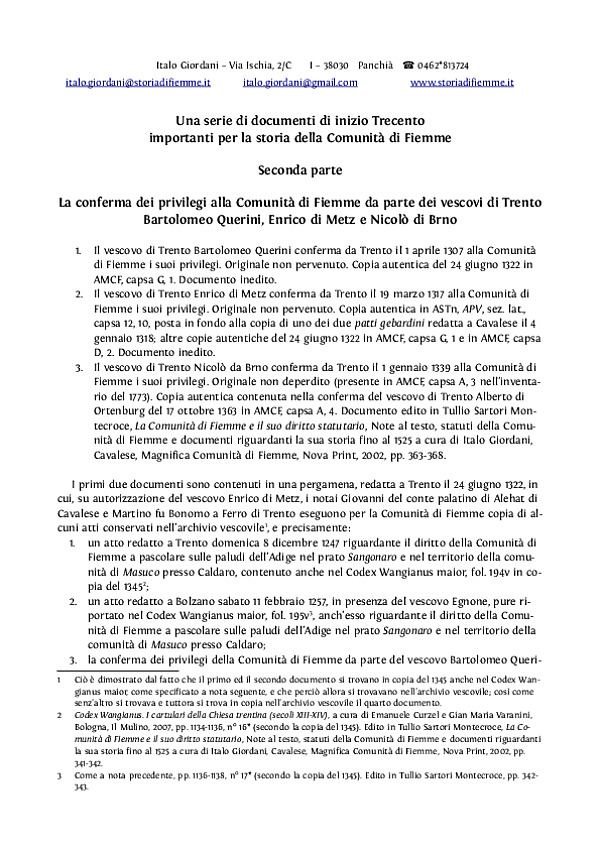 Italo Giordani – Via Ischia, 2/C I – 38030 Panchià ☎ 0462*813724
italo.giordani@storiadifiemme.it italo.giordani@gmail.com www.storiadifiemme.it
Una serie di documenti di inizio Trecento
importanti per la storia della Comunità di Fiemme
Seconda parte
La conferma dei privilegi alla Comunità di Fiemme da parte dei vescovi di Trento
Bartolomeo Querini, Enrico di Metz e Nicolò di Brno
1. Il vescovo di Trento Bartolomeo Querini conferma da Trento il 1 aprile 1307 alla Comunità
di Fiemme i suoi privilegi. Originale non pervenuto. Copia autentica del 24 giugno 1322 in
AMCF, capsa G, 1. Documento inedito.
2. Il vescovo di Trento Enrico di Metz conferma da Trento il 19 marzo 1317 alla Comunità di
Fiemme i suoi privilegi. Originale non pervenuto. Copia autentica in ASTn, APV, sez. lat.,
capsa 12, 10, posta in fondo alla copia di uno dei due patti gebardini redatta a Cavalese il 4
gennaio 1318; altre copie autentiche del 24 giugno 1322 in AMCF, capsa G, 1 e in AMCF, capsa
D, 2. Documento inedito.
3. Il vescovo di Trento Nicolò da Brno conferma da Trento il 1 gennaio 1339 alla Comunità di
Fiemme i suoi privilegi. Originale non deperdito (presente in AMCF, capsa A, 3 nell'inventa-
rio del 1773). Copia autentica contenuta nella conferma del vescovo di Trento Alberto di
Ortenburg del 17 ottobre 1363 in AMCF, capsa A, 4. Documento edito in Tullio Sartori Mon-
tecroce, La Comunità di Fiemme e il suo diritto statutario, Note al testo, statuti della Comu-
nità di Fiemme e documenti riguardanti la sua storia fino al 1525 a cura di Italo Giordani,
Cavalese, Magnifica Comunità di Fiemme, Nova Print, 2002, pp. 363-368.
I primi due documenti sono contenuti in una pergamena, redatta a Trento il 24 giugno 1322, in
cui, su autorizzazione del vescovo Enrico di Metz, i notai Giovanni del conte palatino di Alehat di
Cavalese e Martino fu Bonomo a Ferro di Trento eseguono per la Comunità di Fiemme copia di al-
cuni atti conservati nell'archivio vescovile¹, e precisamente:
1. un atto redatto a Trento domenica 8 dicembre 1247 riguardante il diritto della Comunità di
Fiemme a pascolare sulle paludi dell'Adige nel prato Sangonaro e nel territorio della comu-
nità di Masuco presso Caldaro, contenuto anche nel Codex Wangianus maior, fol. 194v in co-
pia del 1345²;
2. un atto redatto a Bolzano sabato 11 febbraio 1257, in presenza del vescovo Egnone, pure ri-
portato nel Codex Wangianus maior, fol. 195v³, anch'esso riguardante il diritto della Comu-
nità di Fiemme a pascolare sulle paludi dell'Adige nel prato Sangonaro e nel territorio della
comunità di Masuco presso Caldaro;
3. la conferma dei privilegi della Comunità di Fiemme da parte del vescovo Bartolomeo Queri-
1 Ciò è dimostrato dal fatto che il primo ed il secondo documento si trovano in copia del 1345 anche nel Codex Wan-
gianus maior, come specificato a nota seguente, e che perciò allora si trovavano nell'archivio vescovile; così come
senz'altro si trovava e tuttora si trova in archivio vescovile il quarto documento.
2 Codex Wangianus. I cartulari della Chiesa trentina (secoli XIII-XIV), a cura di Emanuele Curzel e Gian Maria Varanini,
Bologna, Il Mulino, 2007, pp. 1134-1136, n° 16* (secondo la copia del 1345). Edito in Tullio Sartori Montecroce, La Co-
munità di Fiemme e il suo diritto statutario, Note al testo, statuti della Comunità di Fiemme e documenti riguardanti
la sua storia fino al 1525 a cura di Italo Giordani, Cavalese, Magnifica Comunità di Fiemme, Nova Print, 2002, pp.
341-342.
3 Come a nota precedente, pp. 1136-1138, n° 17* (secondo la copia del 1345). Edito in Tullio Sartori Montecroce, pp. 342-
343.